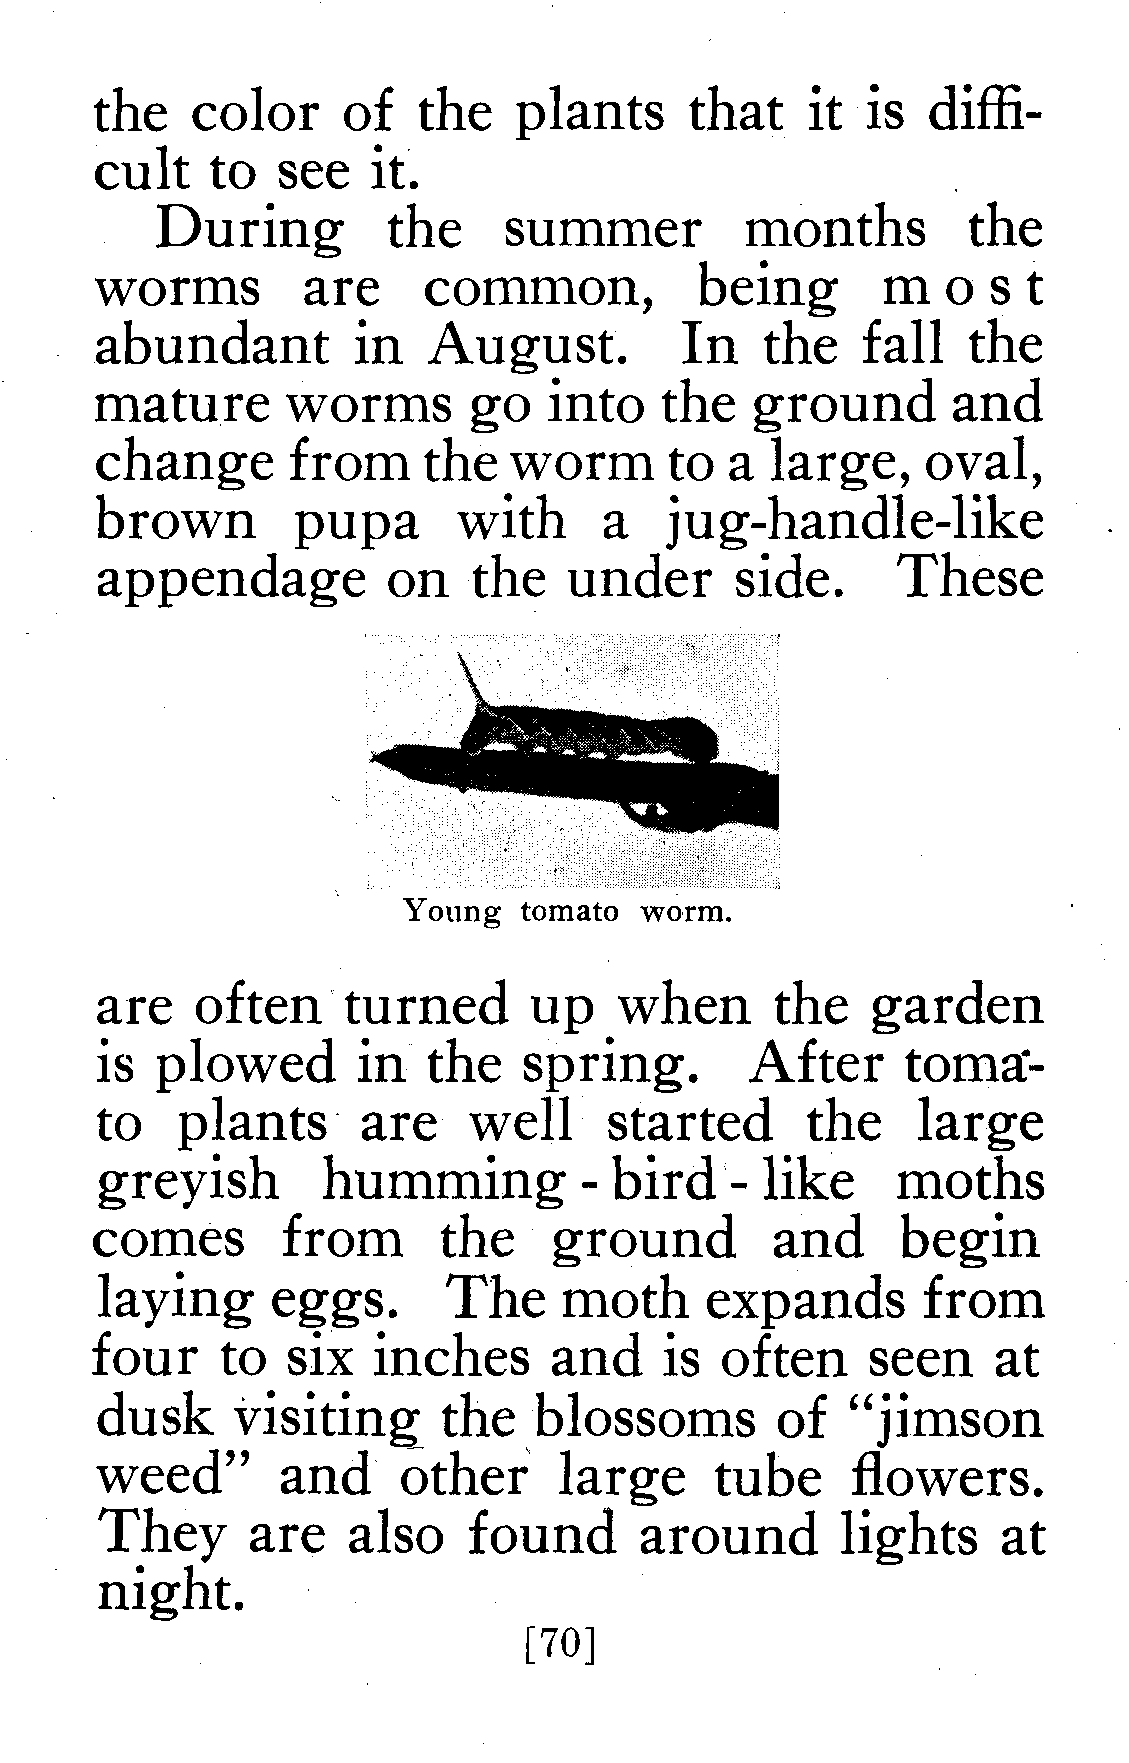 the color of the plants that it is diffi-
cult to see it.
During the summer months the
worms are common, being most
abundant in August. In the fall the
mature worms go into the ground and
change from the worm to a large, oval,
brown pupa with a jug-handle-like
appendage on the under side. These
Young tomato worm.
are often turned up when the garden
is plowed in the spring. After toma-
to plants are well started the large
greyish humming-bird-like moths
comes from the ground and begin
laying eggs. The moth expands from
four to six inches and is often seen at
dusk visiting the blossoms of "jimson
weed" and other large tube flowers.
They are also found around lights at
night.
[70]